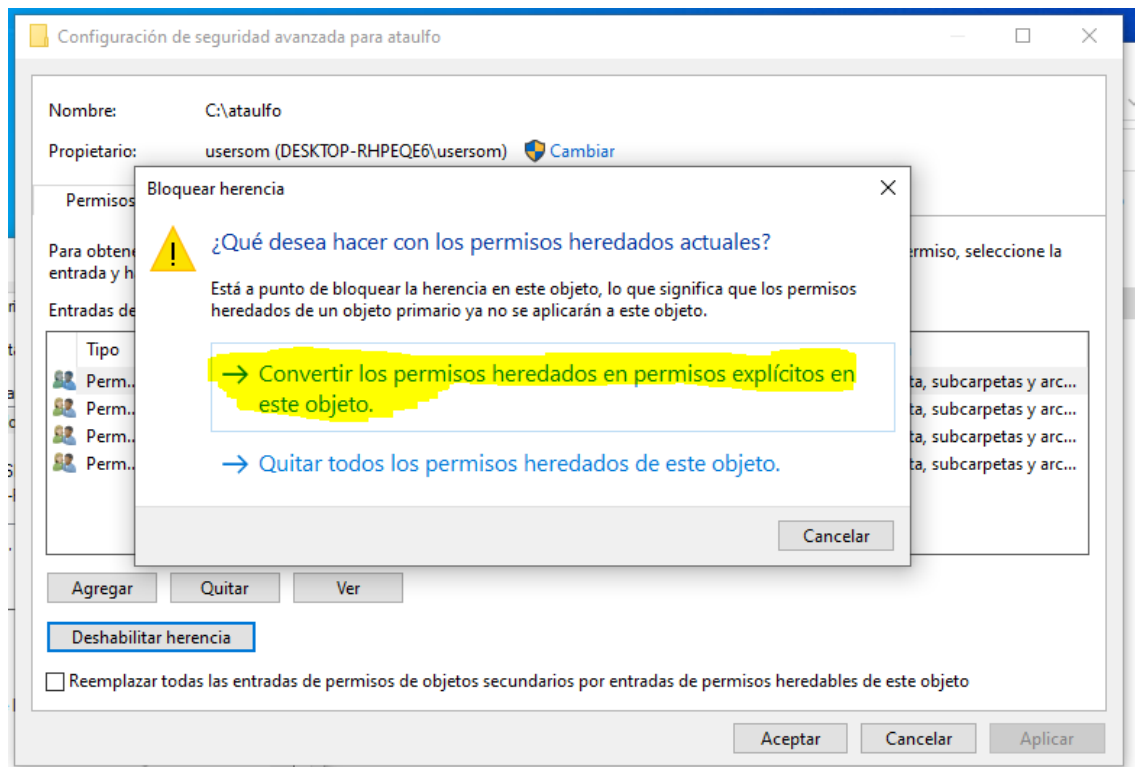 Configuración de seguridad avanzada para ataulfo
Nombre: C:\ataulfo
Propietario: usersom (DESKTOP-RHPEQE6\usersom) Cambiar
Bloquear herencia
Permisos
¿Qué desea hacer con los permisos heredados actuales?
Para obtene
ermiso, seleccione la
entrada y h
Está a punto de bloquear la herencia en este objeto, lo que significa que los permisos
heredados de un objeto primario ya no se aplicarán a este objeto.
Entradas de
Tipo
→ Convertir los permisos heredados en permisos explícitos en
este objeto.
Perm.. ta, subcarpetas y arc...
Perm.. ta, subcarpetas y arc...
Perm.. ta, subcarpetas y arc...
Perm.. ta, subcarpetas y arc...
→ Quitar todos los permisos heredados de este objeto.
Cancelar
Agregar Quitar Ver
Deshabilitar herencia
Reemplazar todas las entradas de permisos de objetos secundarios por entradas de permisos heredables de este objeto
Aceptar Cancelar Aplicar